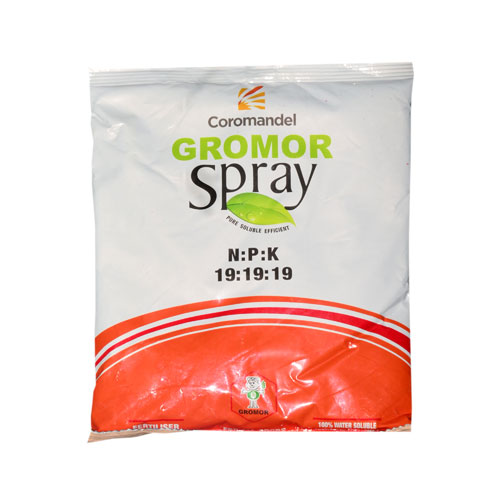 Coromandel
GROMOR
Spray
PURE SOLUBLE EFFICIENT
N:P:K
19:19:19
GROMOR
FERTILISER
100% WATER SOLUBLE